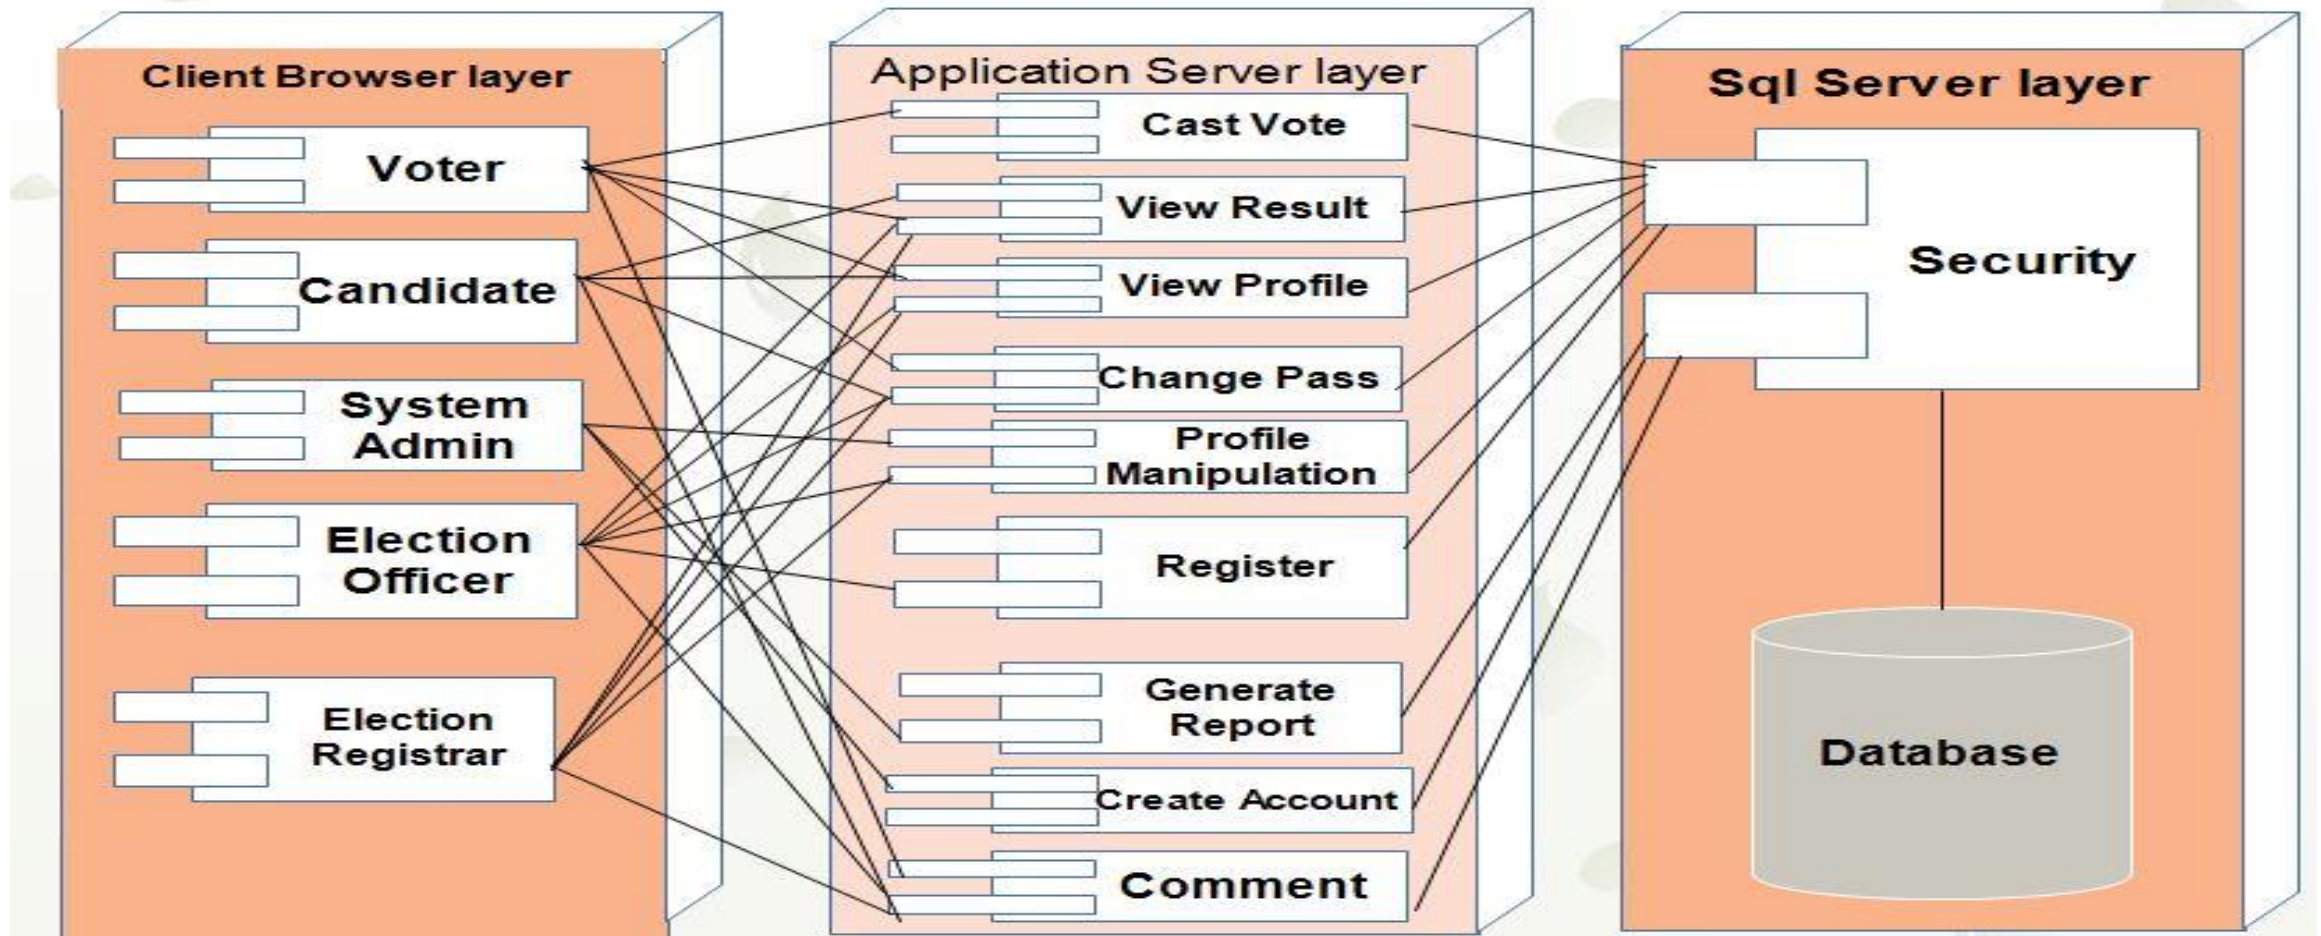 Client Browser layer
Voter
Candidate
System
Admin
Election
Officer
Election
Registrar
Application Server layer
Cast Vote
View Result
View Profile
Change Pass
Profile
Manipulation
Register
Generate
Report
Create Account
Comment
Sql Server layer
Security
Database